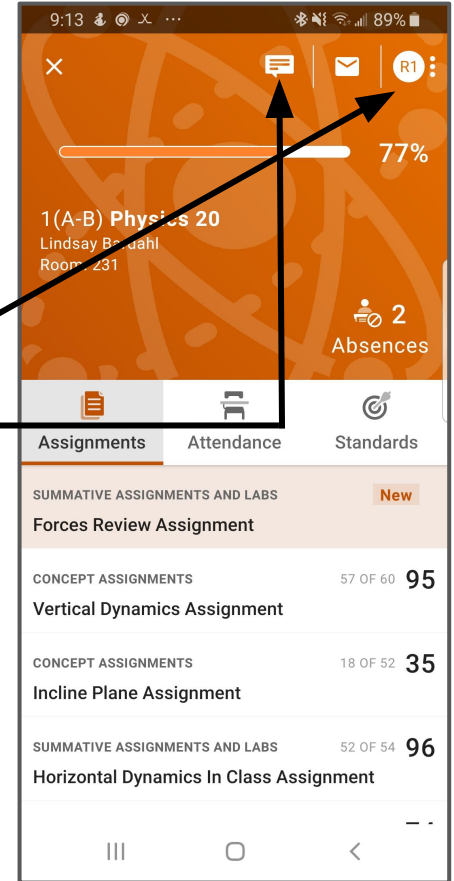 9:13 89%
R1
77%
1(A-B) Physics 20
Lindsay Bardahl
Room: 231
2
Absences
Assignments Attendance Standards
SUMMATIVE ASSIGNMENTS AND LABS New
Forces Review Assignment
CONCEPT ASSIGNMENTS 57 OF 60 95
Vertical Dynamics Assignment
CONCEPT ASSIGNMENTS 18 OF 52 35
Incline Plane Assignment
SUMMATIVE ASSIGNMENTS AND LABS 52 OF 54 96
Horizontal Dynamics In Class Assignment